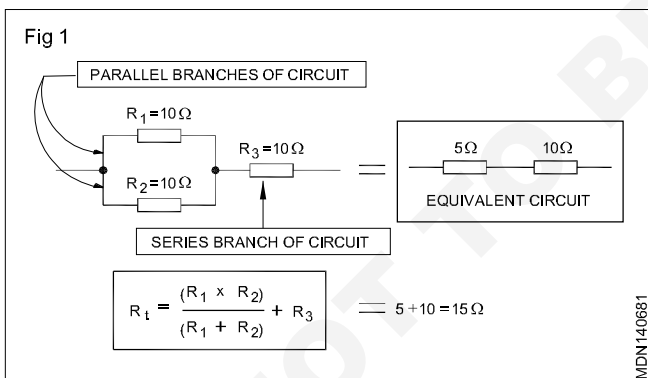 Fig 1
PARALLEL BRANCHES OF CIRCUIT
R1=10Ω
R2=10Ω
R3=10Ω
=
5Ω 10Ω
EQUIVALENT CIRCUIT
SERIES BRANCH OF CIRCUIT
Rt = (R1 x R2) / (R1 + R2) + R3 = 5+10=15Ω
MDN140681